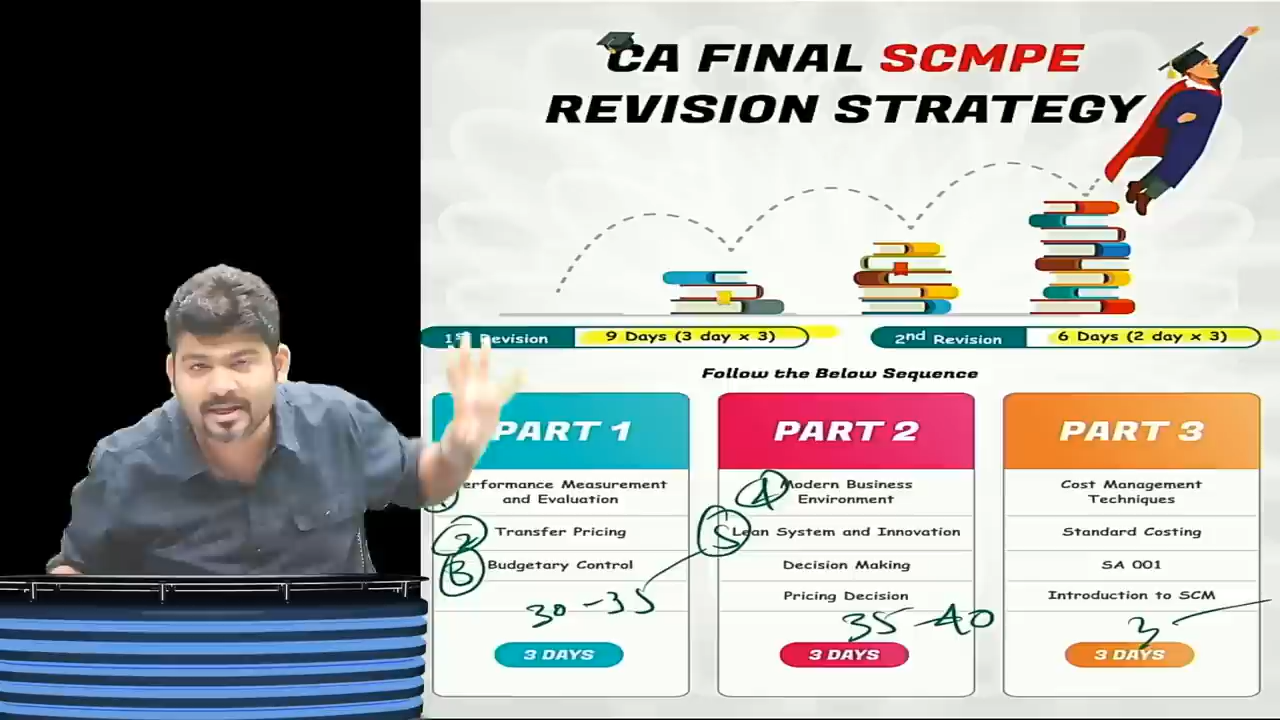 CA FINAL SCMPE
REVISION STRATEGY
1st Revision
9 Days (3 day x 3)
2nd Revision
6 Days (2 day x 3)
Follow the Below Sequence
PART 1
erformance Measurement
and Evaluation
Transfer Pricing
Budgetary Control
30-35
3 DAYS
PART 2
Modern Business
Environment
Lean System and Innovation
Decision Making
Pricing Decision
35-40
3 DAYS
PART 3
Cost Management
Techniques
Standard Costing
SA 001
Introduction to SCM
3
3 DAYS